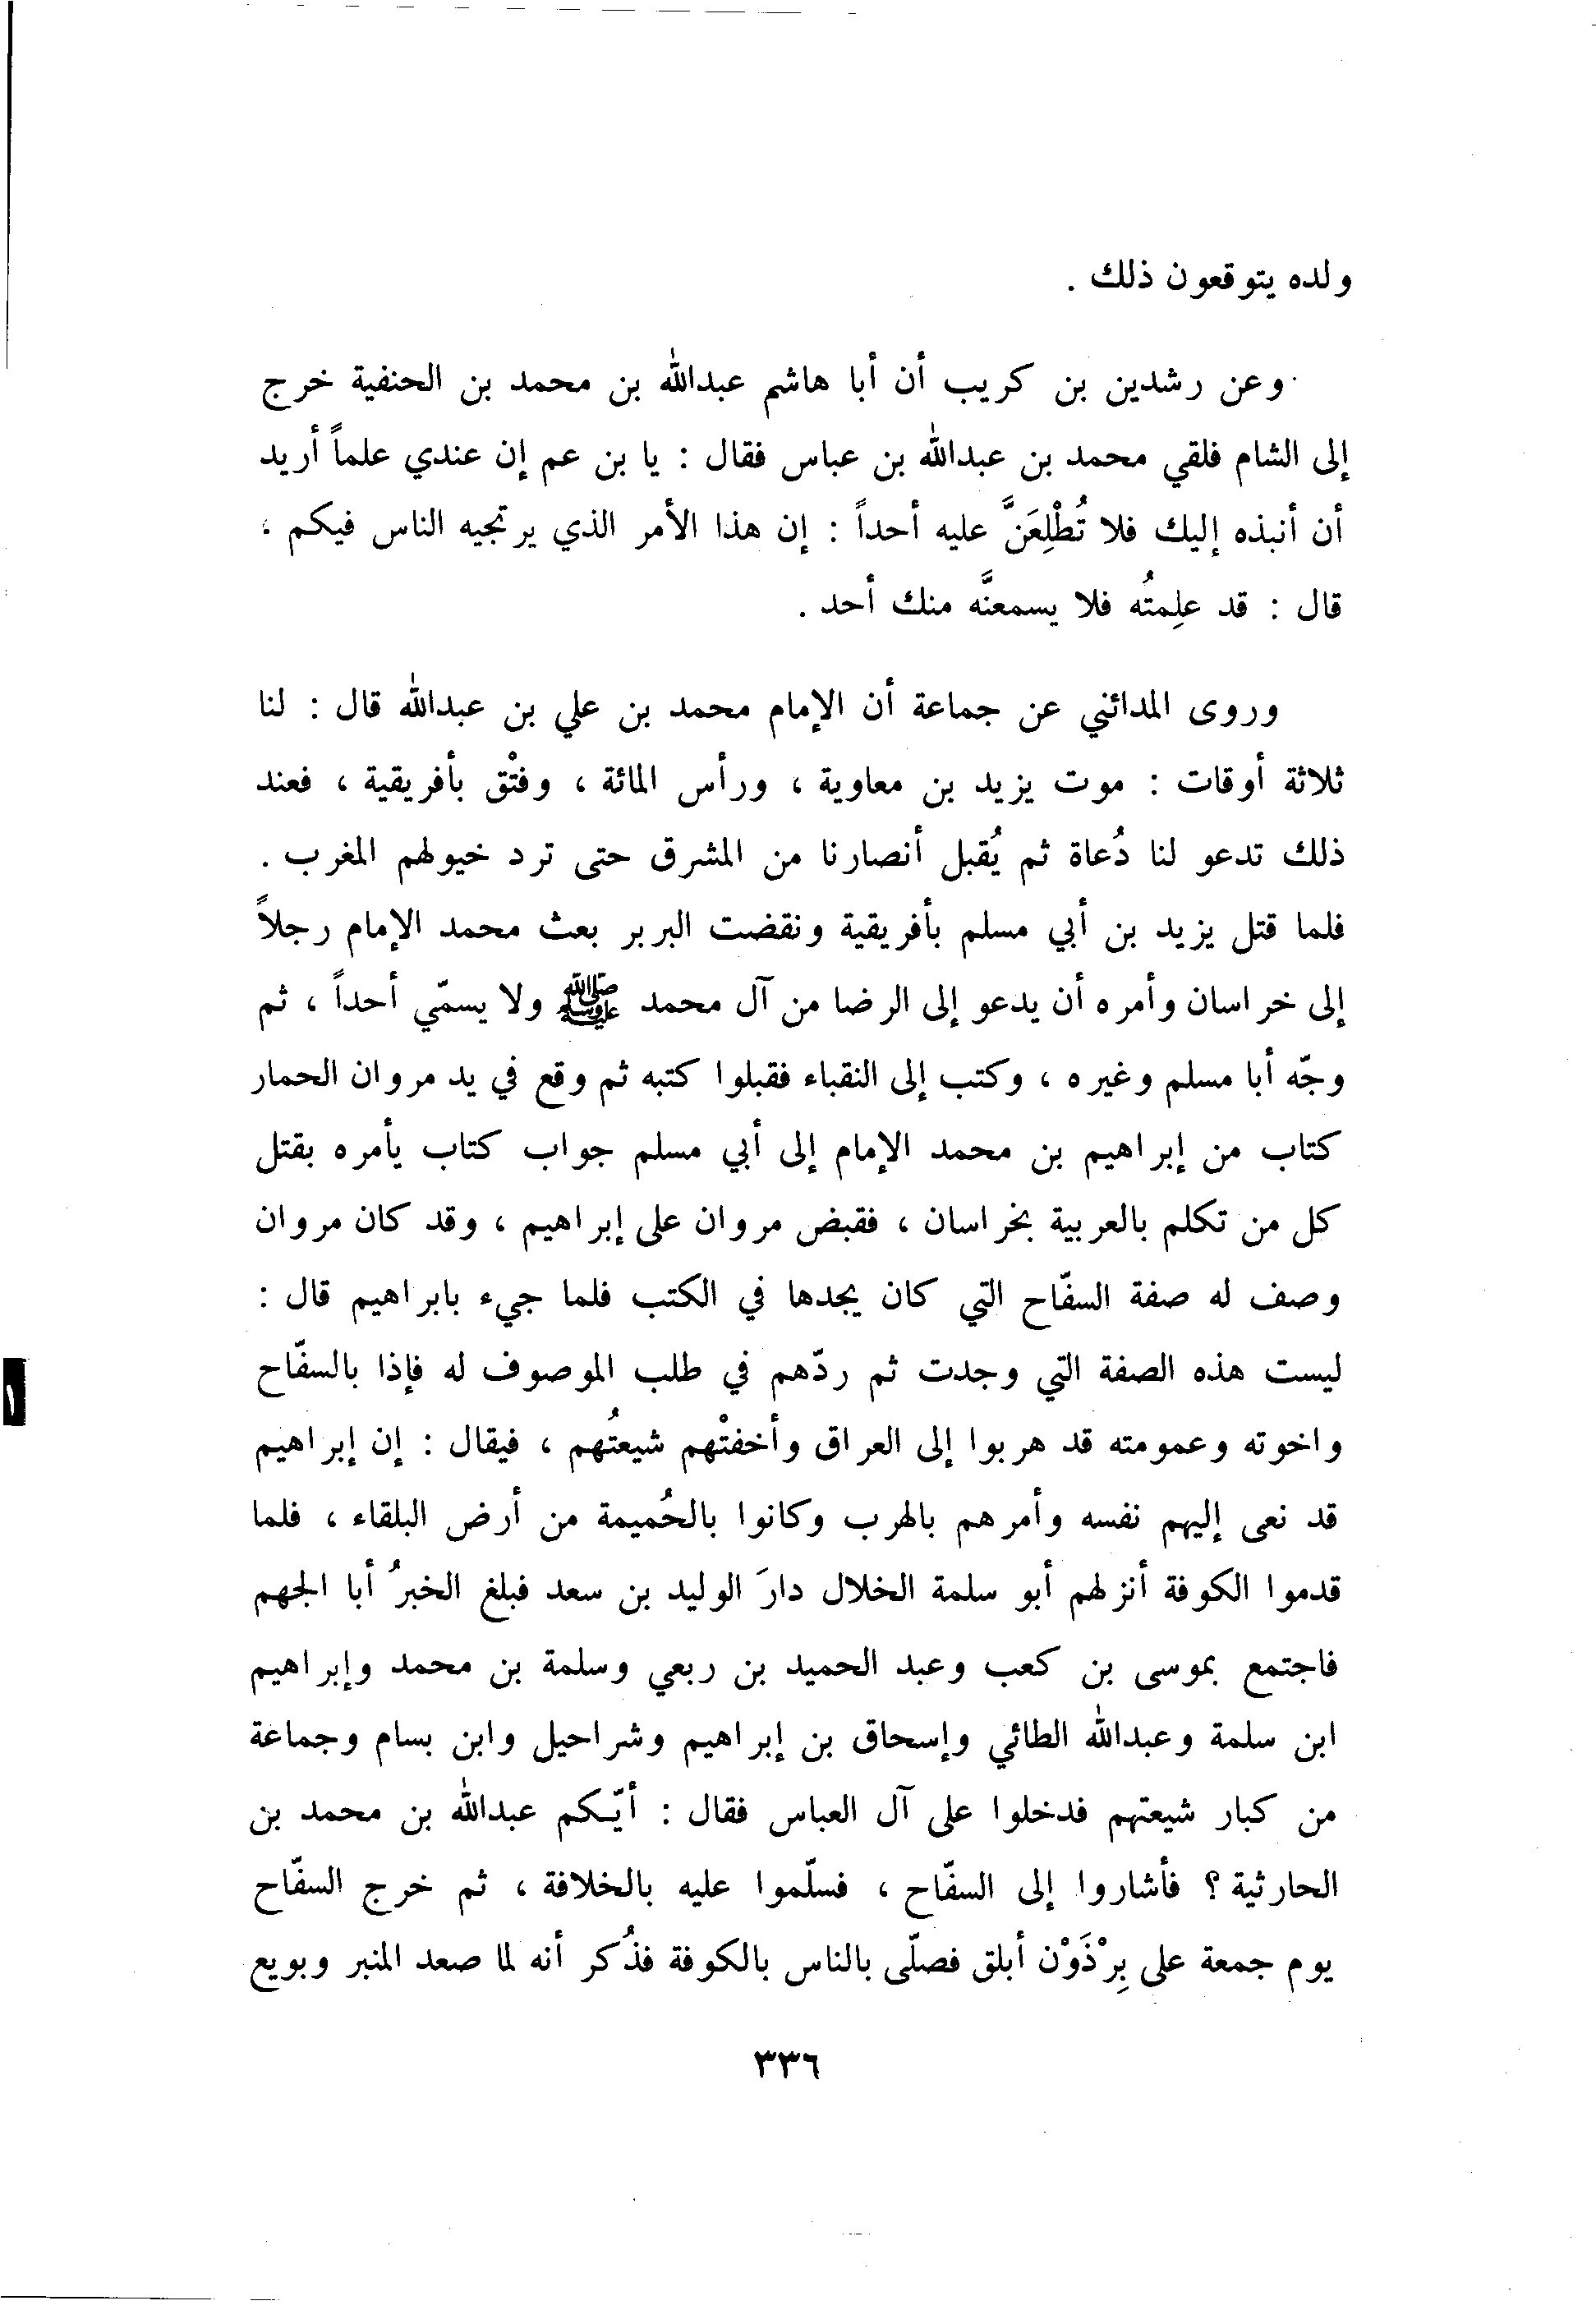 ولده يتوقعون ذلك .
وعن رشدين بن كريب أن أبا هاشم عبدالله بن محمد بن الحنفية خرج
إلى الشام فلقي محمد بن عبدالله بن عباس فقال : يا بن عم إن عندي علماً أريد
أن أنبذه إليك فلا تُطْلِعَنَّ عليه أحداً : إن هذا الأمر الذي يرتجيه الناس فيكم ،
قال : قد علِمتُه فلا يسمعنَّه منك أحد .
وروى المدائني عن جماعة أن الإمام محمد بن علي بن عبدالله قال : لنا
ثلاثة أوقات : موت يزيد بن معاوية ، ورأس المائة ، وفتْق بأفريقية ، فعند
ذلك تدعو لنا دُعاة ثم يُقبل أنصارنا من المشرق حتى ترد خيولهم المغرب .
فلما قتل يزيد بن أبي مسلم بأفريقية ونقضت البربر بعث محمد الإمام رجلاً
إلى خراسان وأمره أن يدعو إلى الرضا من آل محمد ﷺ ولا يسمّي أحداً ، ثم
وجّه أبا مسلم وغيره ، وكتب إلى النقباء فقبلوا كتبه ثم وقع في يد مروان الحمار
كتاب من إبراهيم بن محمد الإمام إلى أبي مسلم جواب كتاب يأمره بقتل
كل من تكلم بالعربية بخراسان ، فقبض مروان على إبراهيم ، وقد كان مروان
وصف له صفة السفّاح التي كان يجدها في الكتب فلما جيء بابراهيم قال :
ليست هذه الصفة التي وجدت ثم ردّهم في طلب الموصوف له فإذا بالسفّاح
واخوته وعمومته قد هربوا إلى العراق وأخفتْهم شيعتُهم ، فيقال : إن إبراهيم
قد نعى إليهم نفسه وأمرهم بالهرب وكانوا بالحُميمة من أرض البلقاء ، فلما
قدموا الكوفة أنزلهم أبو سلمة الخلال دارَ الوليد بن سعد فبلغ الخبرُ أبا الجهم
فاجتمع بموسى بن كعب وعبد الحميد بن ربعي وسلمة بن محمد وإبراهيم
ابن سلمة وعبدالله الطائي وإسحاق بن إبراهيم وشراحيل وابن بسام وجماعة
من كبار شيعتهم فدخلوا على آل العباس فقال : أيّكم عبدالله بن محمد بن
الحارثية ؟ فأشاروا إلى السفّاح ، فسلّموا عليه بالخلافة ، ثم خرج السفّاح
يوم جمعة على بِرْذَوْن أبلق فصلّى بالناس بالكوفة فذُكر أنه لما صعد المنبر وبويع
٣٣٦